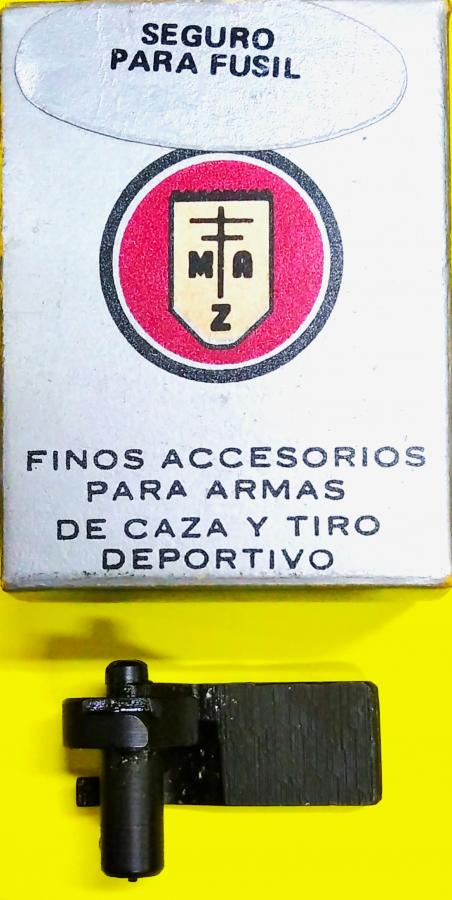 SEGURO
PARA FUSIL
M A
Z
FINOS ACCESORIOS
PARA ARMAS
DE CAZA Y TIRO
DEPORTIVO